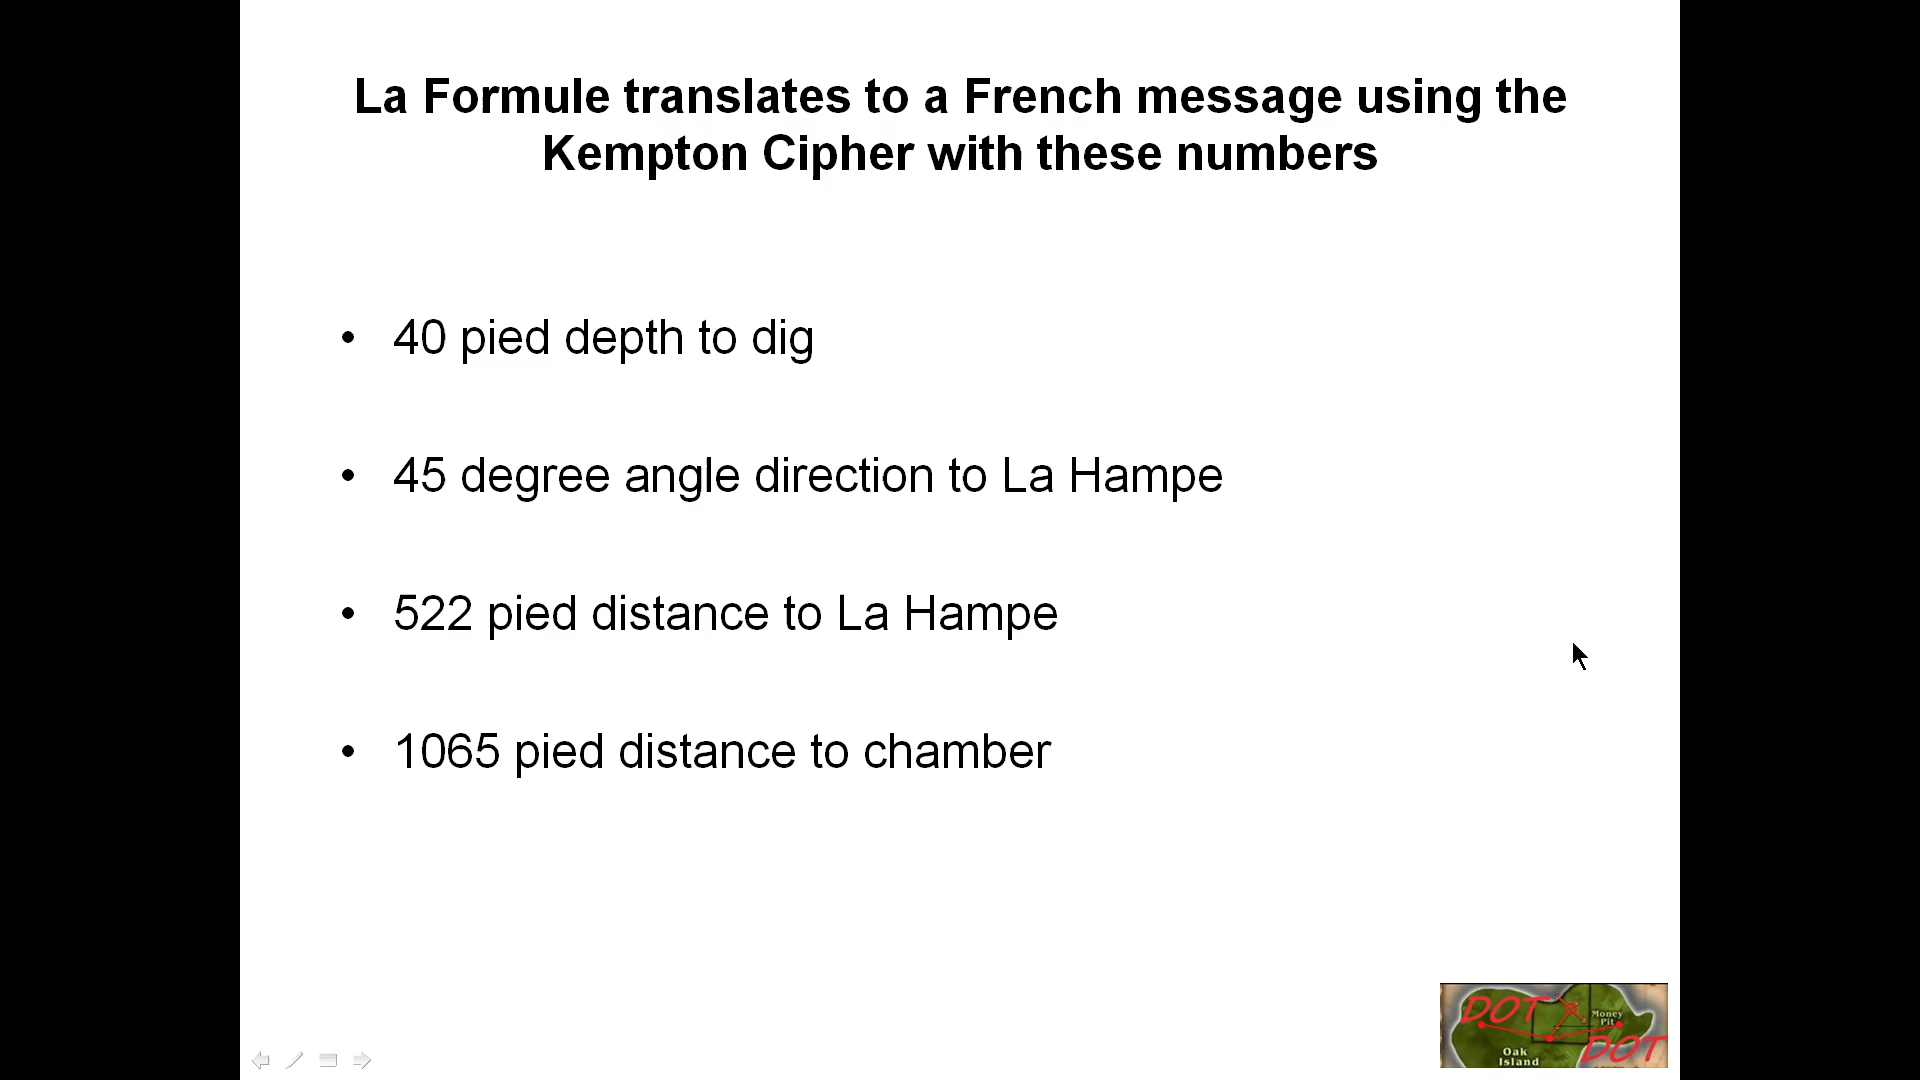 La Formule translates to a French message using the
Kempton Cipher with these numbers
• 40 pied depth to dig
• 45 degree angle direction to La Hampe
• 522 pied distance to La Hampe
• 1065 pied distance to chamber
DOT
Money
Pit
DOT
Oak
Island